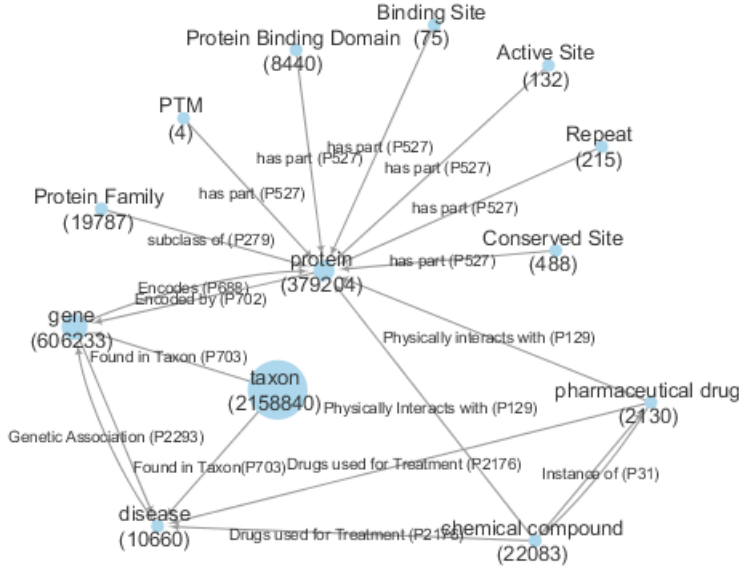 Binding Site
(75)
Protein Binding Domain
(8440)
Active Site
(132)
PTM
(4)
Repeat
(215)
has part (P527)
has part (P527)
has part (P527)
has part (P527)
has part (P527)
Protein Family
(19787)
subclass of (P279)
Conserved Site
(488)
has part (P527)
protein
(379204)
Encodes (P688)
Encoded by (P702)
gene
(606233)
Physically interacts with (P129)
Found in Taxon (P703)
taxon
(2158840)
Physically Interacts with (P129)
pharmaceutical drug
(2130)
Genetic Association (P2293)
Found in Taxon(P703)
Drugs used for Treatment (P2176)
Instance of (P31)
disease
(10660)
Drugs used for Treatment (P2176)
chemical compound
(22083)